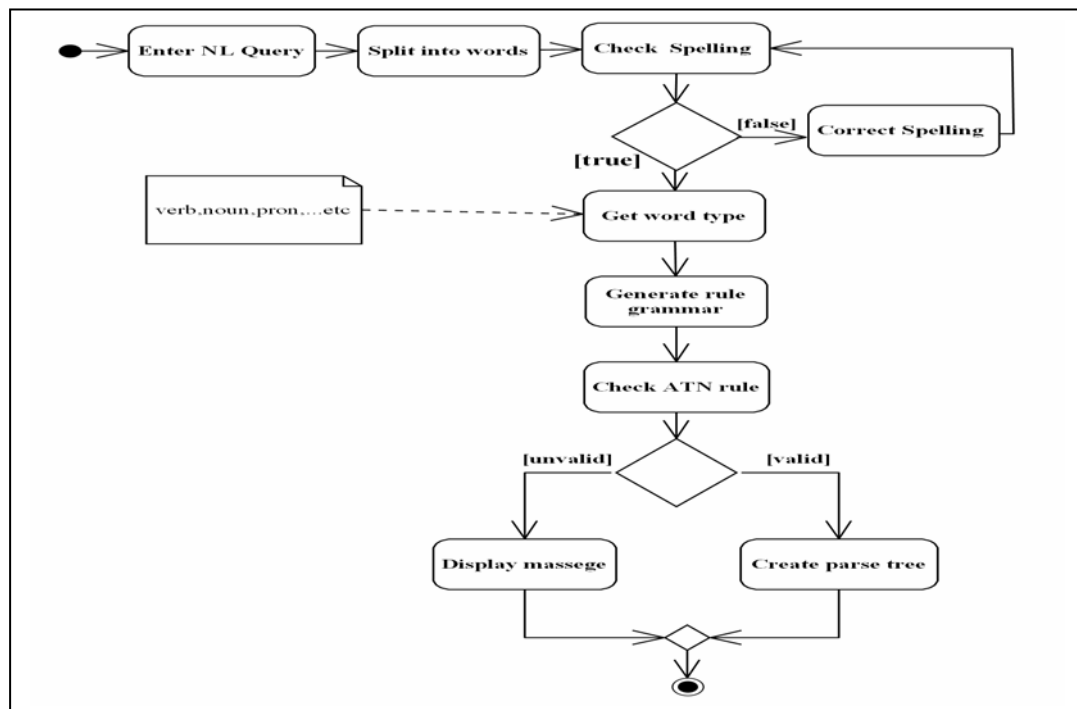 Enter NL Query
Split into words
Check Spelling
[false]
Correct Spelling
[true]
verb,noun,pron,...etc
Get word type
Generate rule
grammar
Check ATN rule
[unvalid]
[valid]
Display massege
Create parse tree